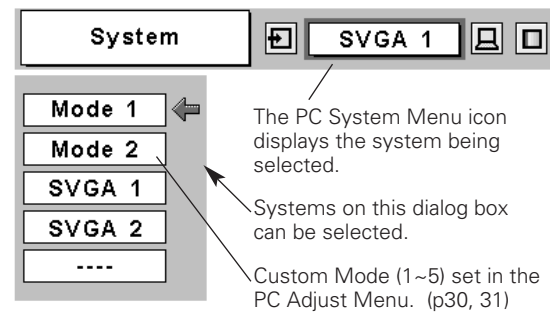 System
SVGA 1
Mode 1
Mode 2
SVGA 1
SVGA 2
----
The PC System Menu icon
displays the system being
selected.
Systems on this dialog box
can be selected.
Custom Mode (1~5) set in the
PC Adjust Menu. (p30, 31)